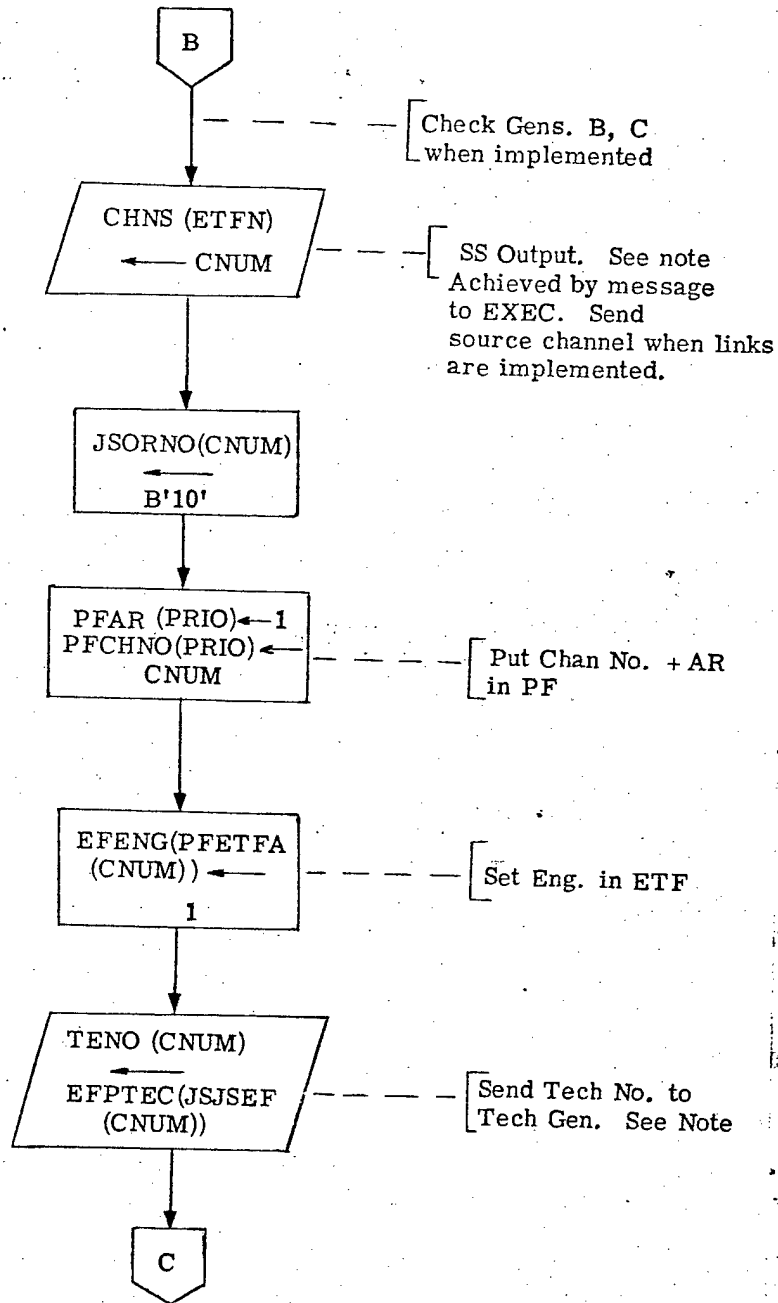 B
Check Gens. B, C
when implemented
CHNS (ETFN)
← CNUM
SS Output. See note
Achieved by message
to EXEC. Send
source channel when links
are implemented.
JSORNO(CNUM)
←
B'10'
PFAR (PRIO)←1
PFCHNO(PRIO)←
CNUM
Put Chan No. + AR
in PF
EFENG(PFETFA
(CNUM)) ←
1
Set Eng. in ETF
TENO (CNUM)
←
EFPTEC(JSJSEF
(CNUM))
Send Tech No. to
Tech Gen. See Note
C